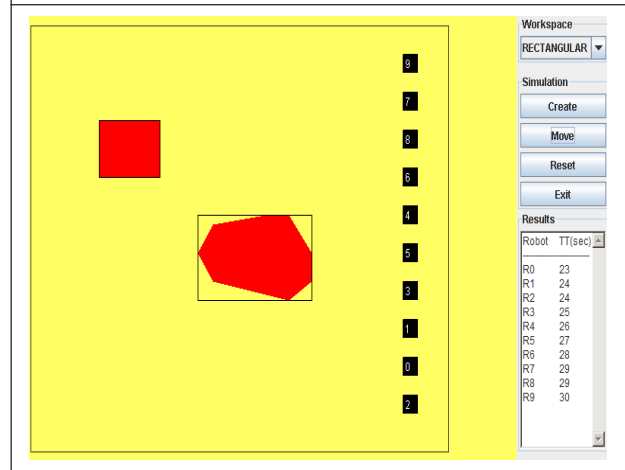 9
7
8
6
4
5
3
1
0
2
Workspace
RECTANGULAR
Simulation
Create
Move
Reset
Exit
Results
Robot TT(sec)
R0 23
R1 24
R2 24
R3 25
R4 26
R5 27
R6 28
R7 29
R8 29
R9 30